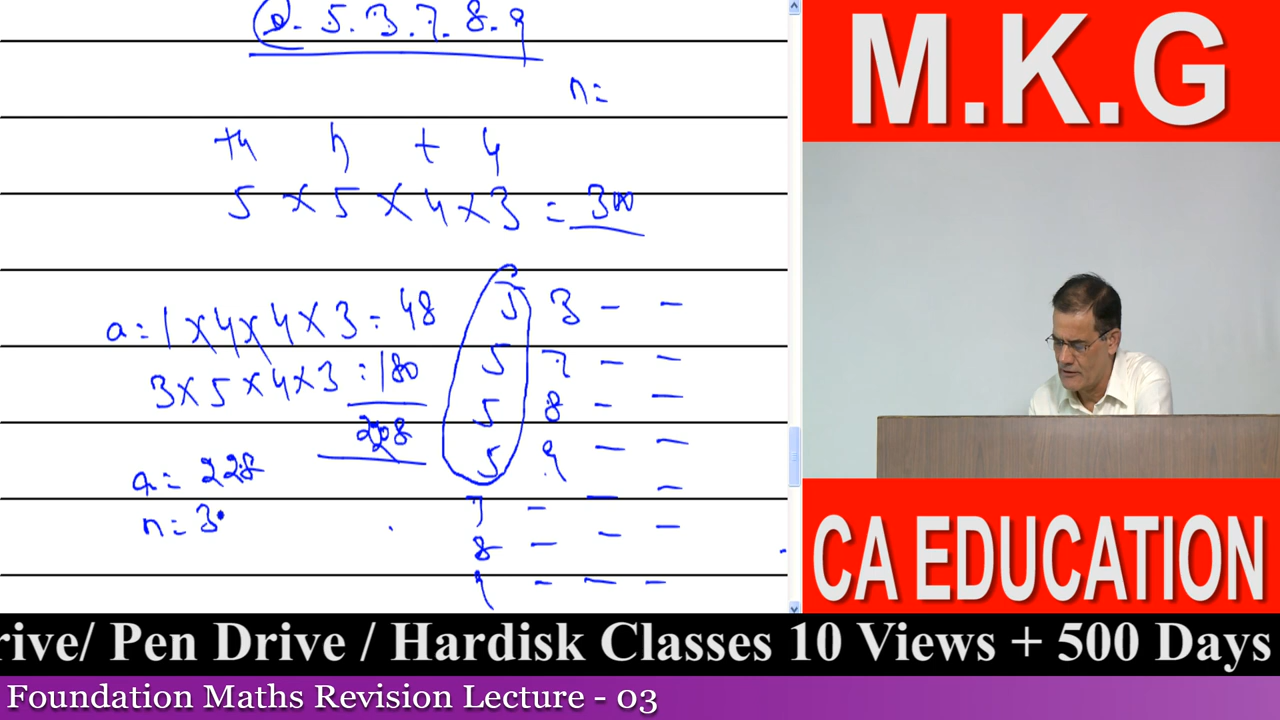 0. 5. 3. 7. 8. 9
n =
th h t 4
5 × 5 × 4 × 3 = 300
a = 1 × 4 × 4 × 3 = 48
3 × 5 × 4 × 3 = 180
228
a = 228
n = 3
5 3 – –
5 7 – –
5 8 – –
5 9 – –
7 – – –
8 – – –
9 – – –
M.K.G
CA EDUCATION
rive/ Pen Drive / Hardisk Classes 10 Views + 500 Days
Foundation Maths Revision Lecture - 03